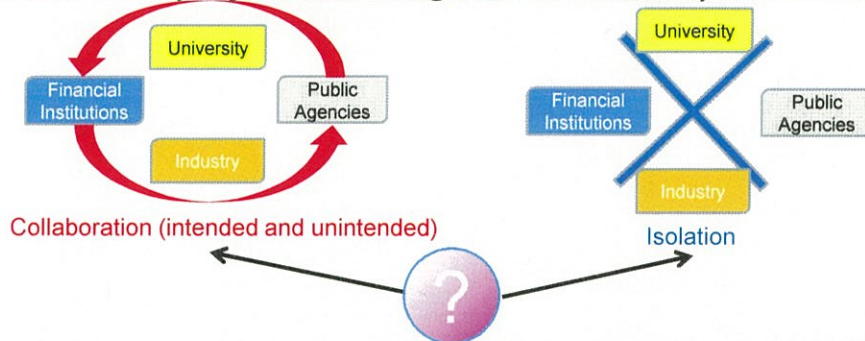 University
Financial
Institutions
Public
Agencies
Industry
Collaboration (intended and unintended)
University
Financial
Institutions
Public
Agencies
Industry
Isolation
?